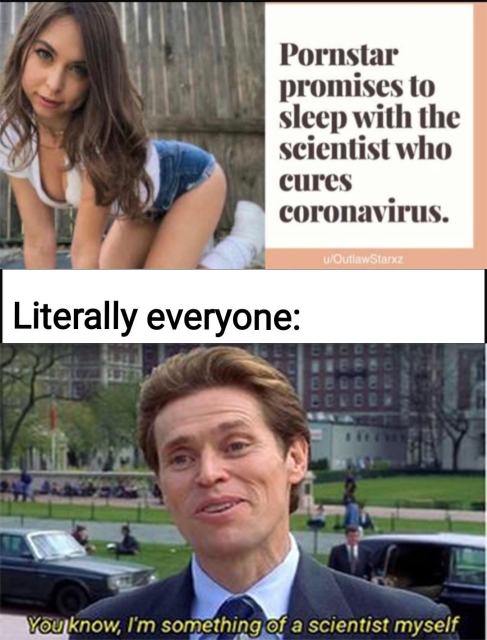 Pornstar
promises to
sleep with the
scientist who
cures
coronavirus.
u/OutlawStarxz
Literally everyone:
You know, I'm something of a scientist myself